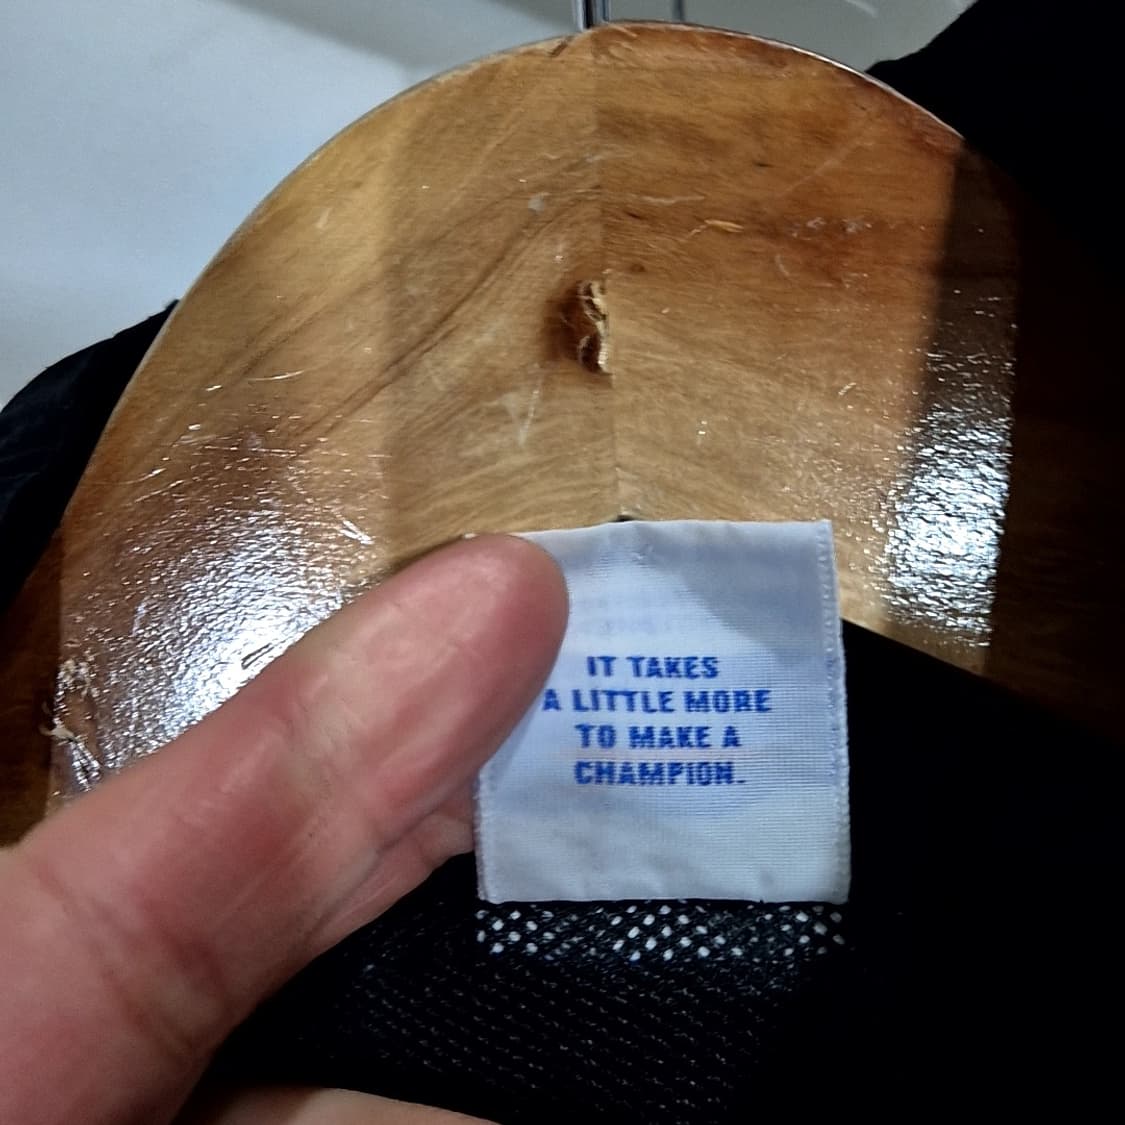 IT TAKES
A LITTLE MORE
TO MAKE A
CHAMPION.